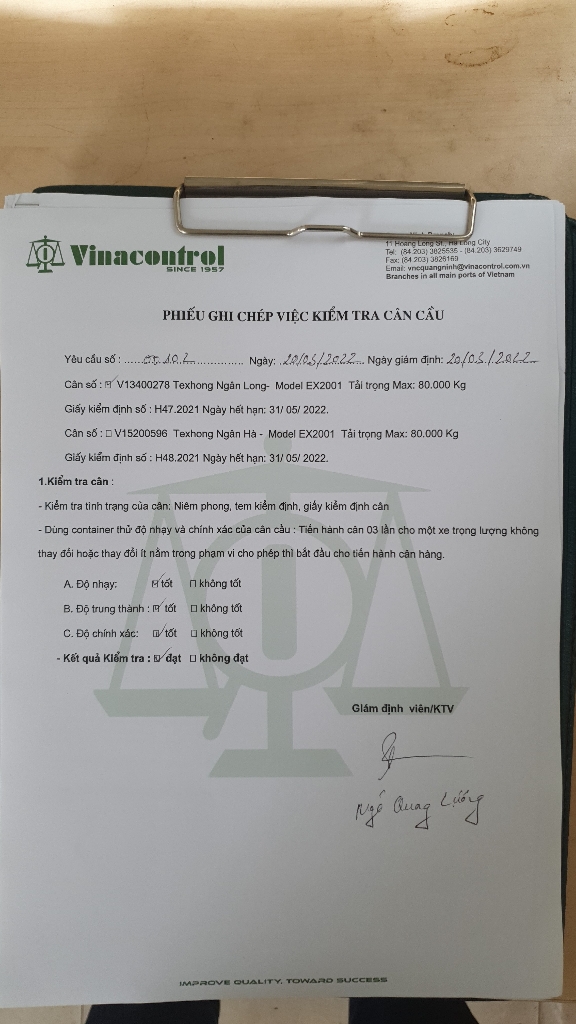 Vinacontrol
SINCE 1957
11 Hoang Long St., Ha Long City
Tel: (84.203) 3825535 - (84.203) 3629749
Fax: (84.203) 3826169
Email: vncquangninh@vinacontrol.com.vn
Branches in all main ports of Vietnam
PHIẾU GHI CHÉP VIỆC KIỂM TRA CÂN CẦU
Yêu cầu số : Ngày: 20/03/2022 Ngày giám định: 20/03/2022
Cân số : ☑ V13400278 Texhong Ngân Long- Model EX2001 Tải trọng Max: 80.000 Kg
Giấy kiểm định số : H47.2021 Ngày hết hạn: 31/ 05/ 2022.
Cân số : ☐ V15200596 Texhong Ngân Hà - Model EX2001 Tải trọng Max: 80.000 Kg
Giấy kiểm định số : H48.2021 Ngày hết hạn: 31/ 05/ 2022.
1.Kiểm tra cân :
- Kiểm tra tình trạng của cân: Niêm phong, tem kiểm định, giấy kiểm định cân
- Dùng container thử độ nhạy và chính xác của cân cầu : Tiến hành cân 03 lần cho một xe trọng lượng không
thay đổi hoặc thay đổi ít nằm trong phạm vi cho phép thì bắt đầu cho tiến hành cân hàng.
A. Độ nhạy: ☑ tốt ☐ không tốt
B. Độ trung thành : ☑ tốt ☐ không tốt
C. Độ chính xác: ☑ tốt ☐ không tốt
- Kết quả Kiểm tra : ☑ đạt ☐ không đạt
Giám định viên/KTV
Ngô Quang Lưỡng
IMPROVE QUALITY, TOWARD SUCCESS